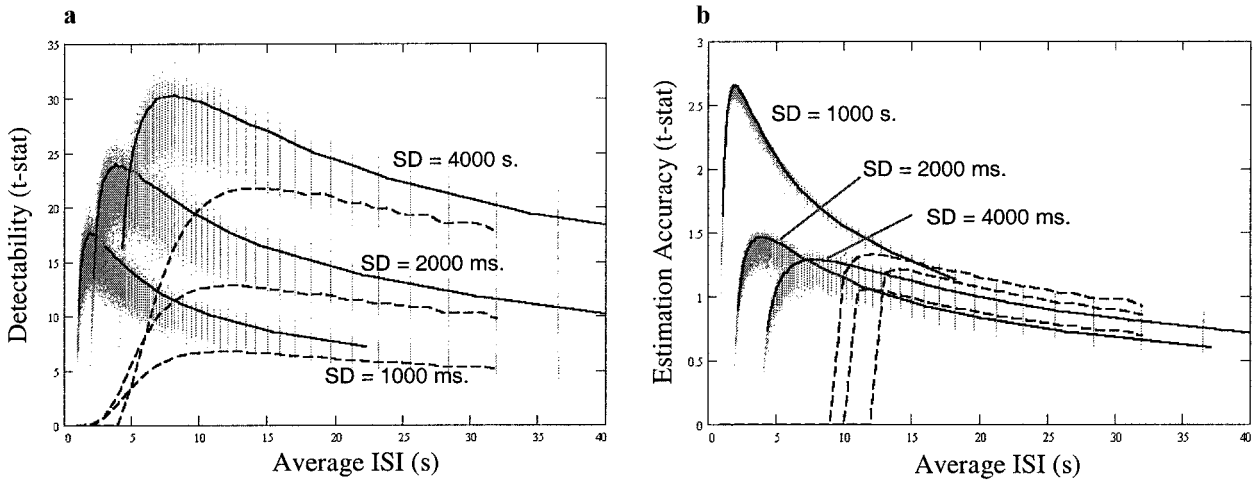 a
Detectability (t-stat)
35
30
25
20
15
10
5
0
SD = 4000 s.
SD = 2000 ms.
SD = 1000 ms.
0 5 10 15 20 25 30 35 40
Average ISI (s)
b
Estimation Accuracy (t-stat)
3
2.5
2
1.5
1
0.5
0
SD = 1000 s.
SD = 2000 ms.
SD = 4000 ms.
0 5 10 15 20 25 30 35 40
Average ISI (s)